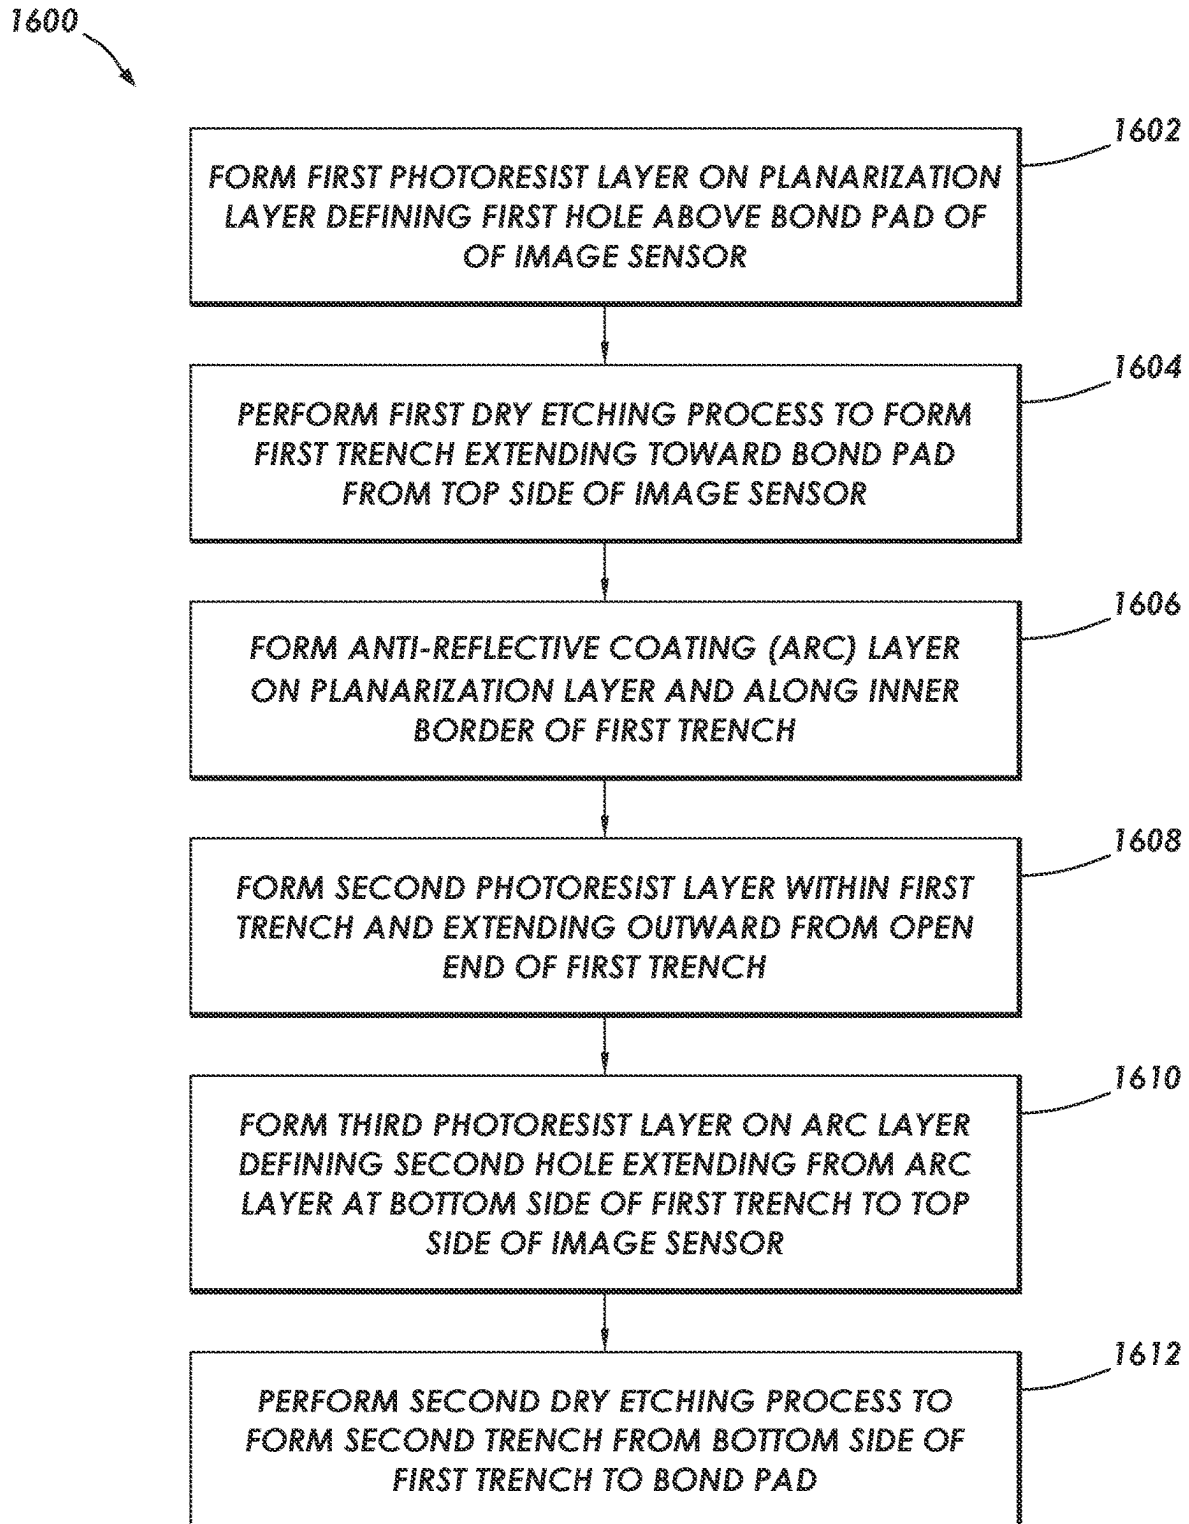 1600
1602
FORM FIRST PHOTORESIST LAYER ON PLANARIZATION
LAYER DEFINING FIRST HOLE ABOVE BOND PAD OF
OF IMAGE SENSOR
1604
PERFORM FIRST DRY ETCHING PROCESS TO FORM
FIRST TRENCH EXTENDING TOWARD BOND PAD
FROM TOP SIDE OF IMAGE SENSOR
1606
FORM ANTI-REFLECTIVE COATING (ARC) LAYER
ON PLANARIZATION LAYER AND ALONG INNER
BORDER OF FIRST TRENCH
1608
FORM SECOND PHOTORESIST LAYER WITHIN FIRST
TRENCH AND EXTENDING OUTWARD FROM OPEN
END OF FIRST TRENCH
1610
FORM THIRD PHOTORESIST LAYER ON ARC LAYER
DEFINING SECOND HOLE EXTENDING FROM ARC
LAYER AT BOTTOM SIDE OF FIRST TRENCH TO TOP
SIDE OF IMAGE SENSOR
1612
PERFORM SECOND DRY ETCHING PROCESS TO
FORM SECOND TRENCH FROM BOTTOM SIDE OF
FIRST TRENCH TO BOND PAD